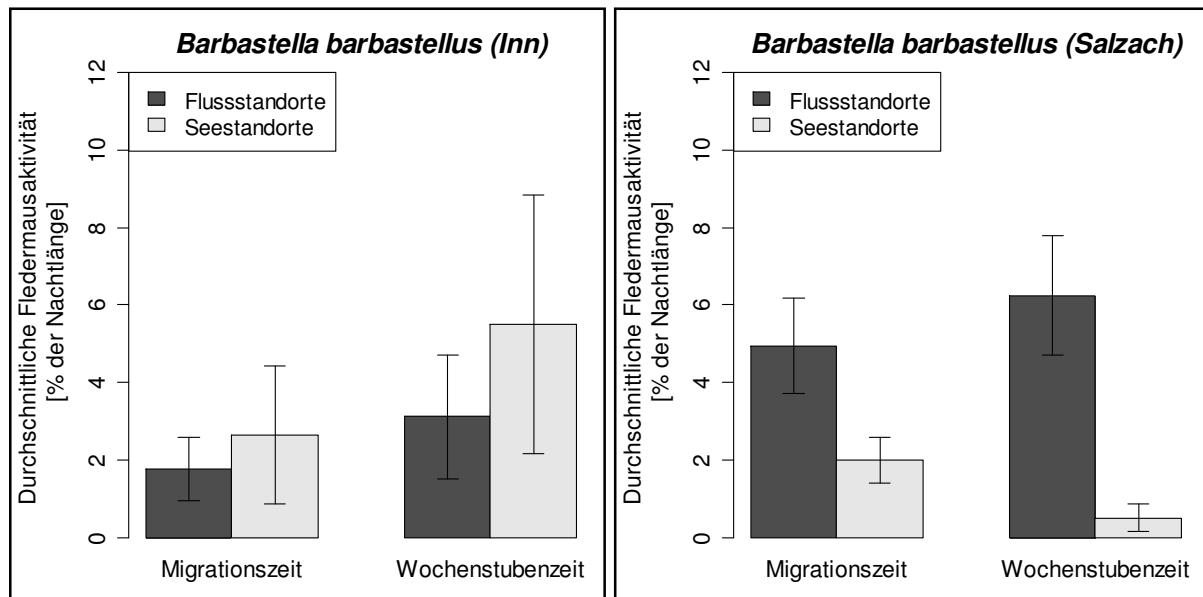 Barbastella barbastellus (Inn)
Durchschnittliche Fledermausaktivität
[% der Nachtlänge]
12
10
8
6
4
2
0
Flussstandorte
Seestandorte
Migrationszeit
Wochenstubenzeit
Barbastella barbastellus (Salzach)
Durchschnittliche Fledermausaktivität
[% der Nachtlänge]
12
10
8
6
4
2
0
Flussstandorte
Seestandorte
Migrationszeit
Wochenstubenzeit